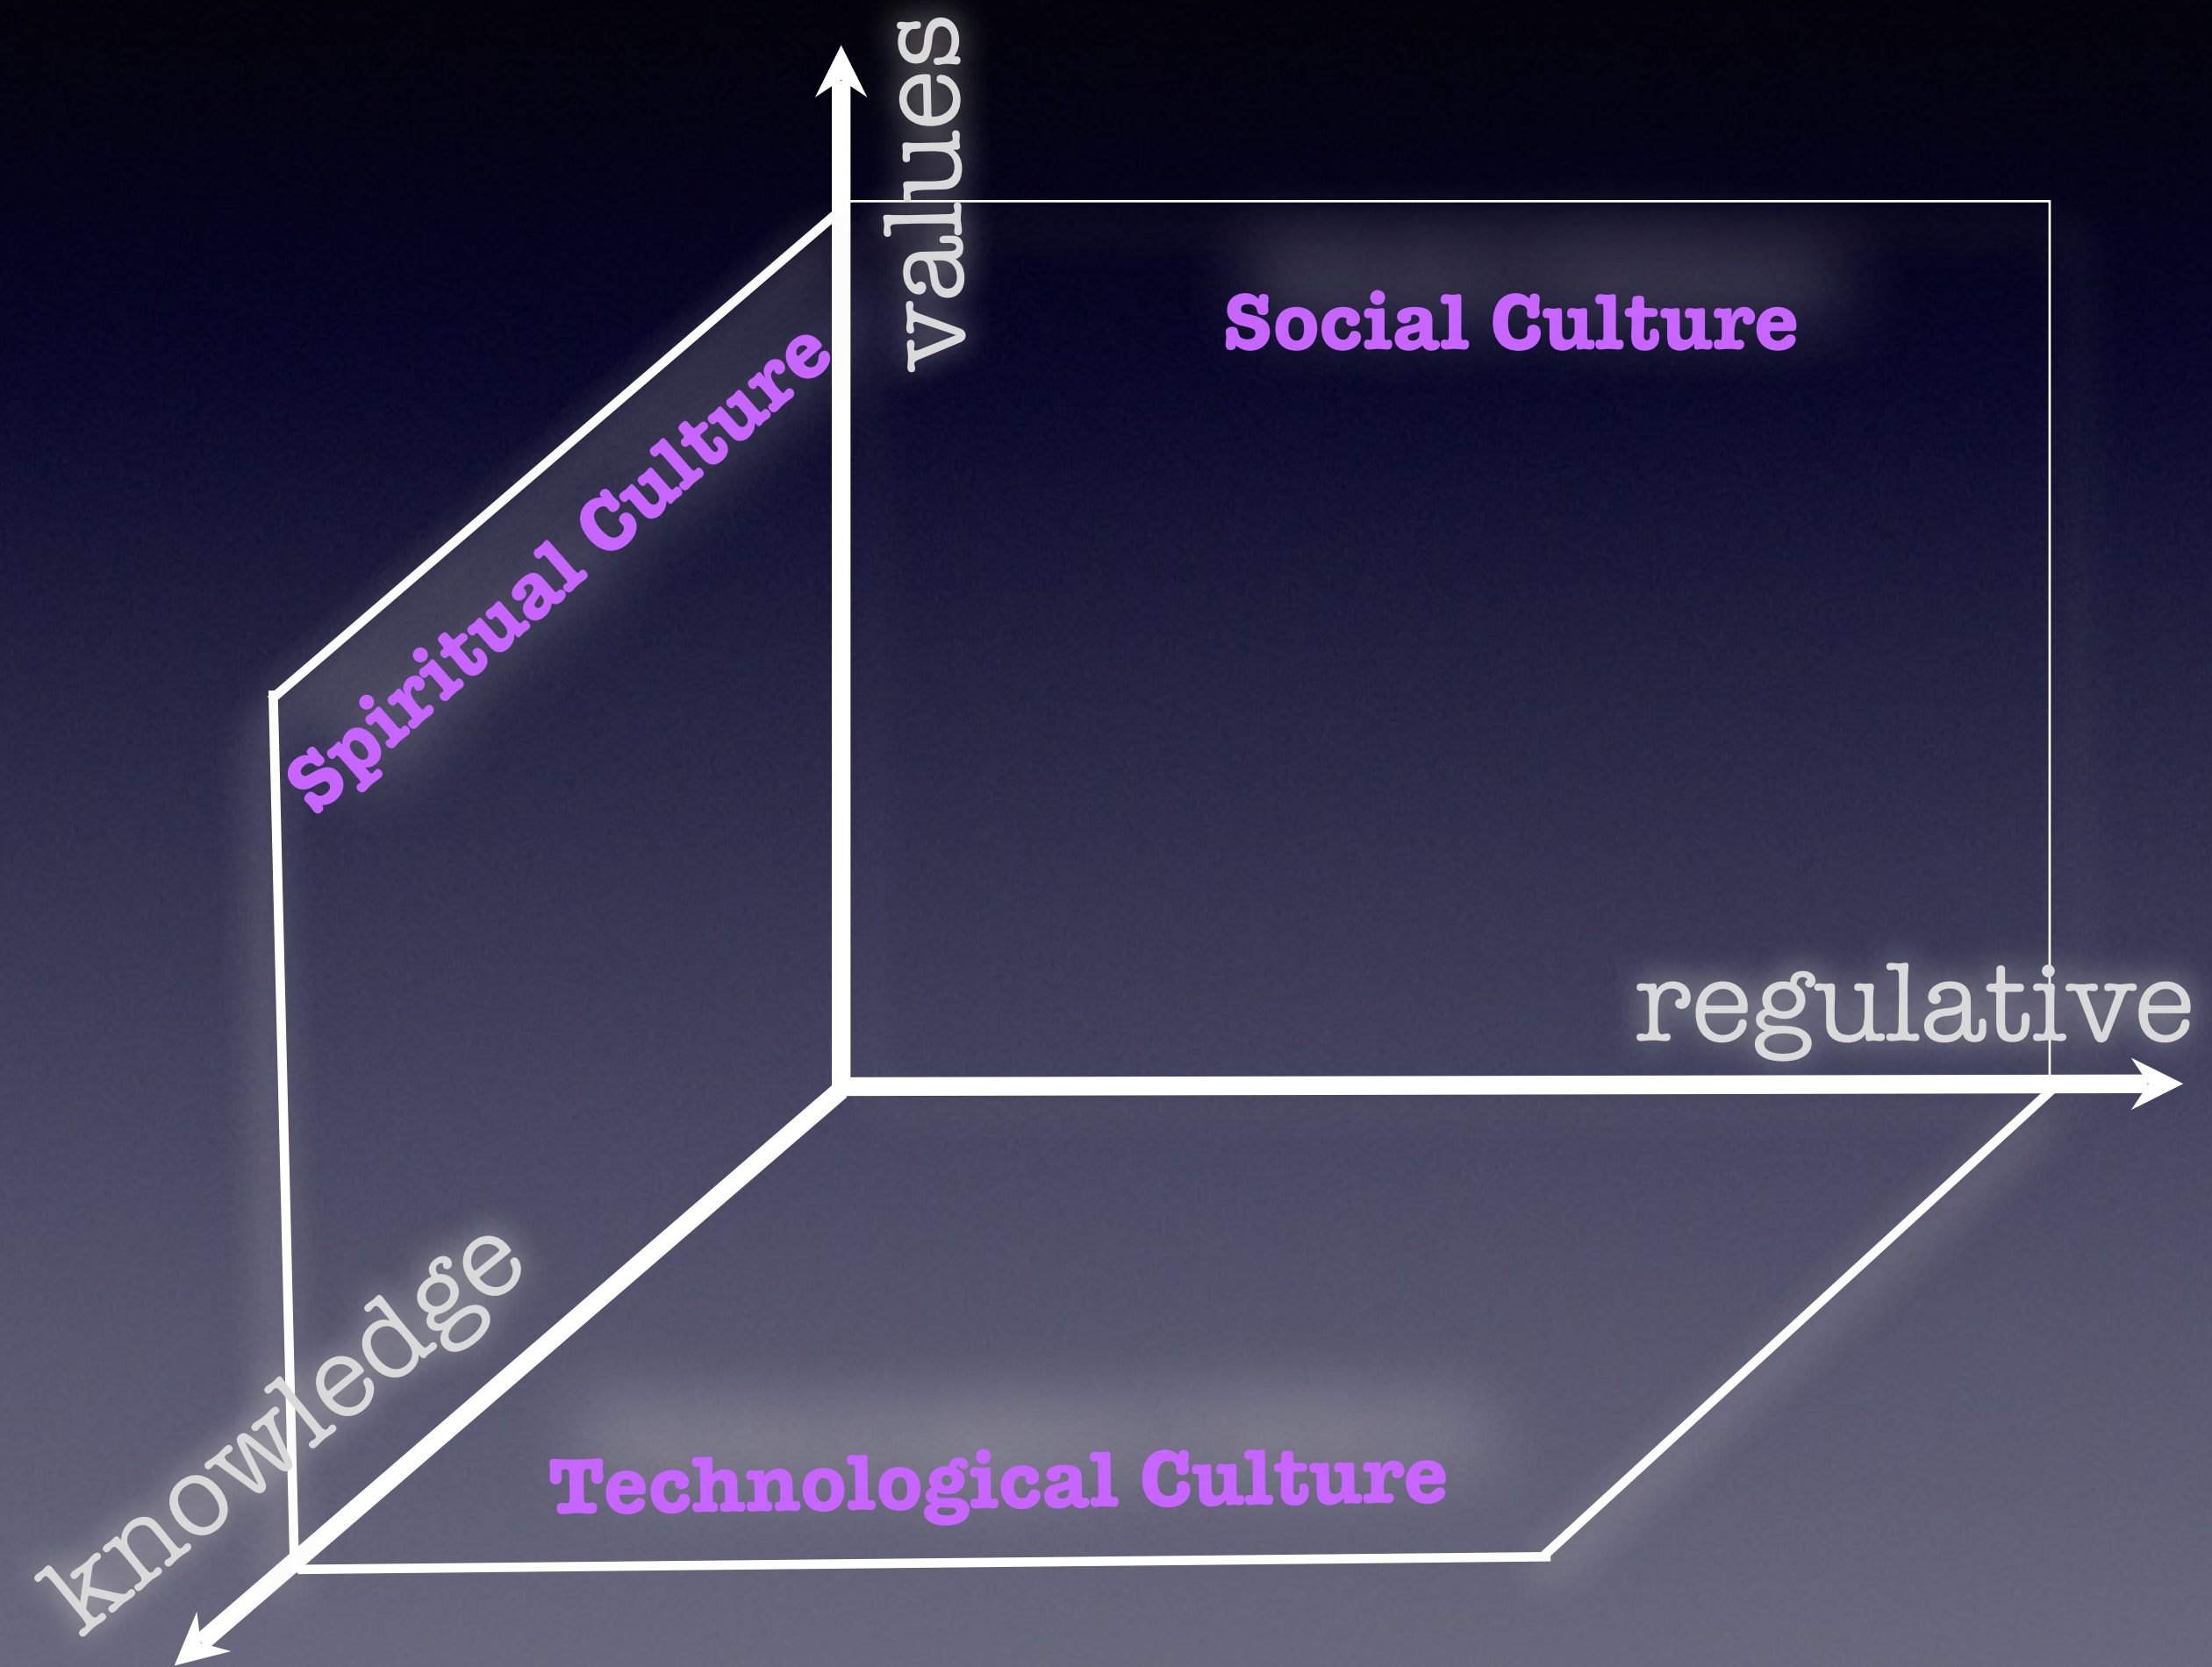 values
Social Culture
Spiritual Culture
regulative
knowledge
Technological Culture